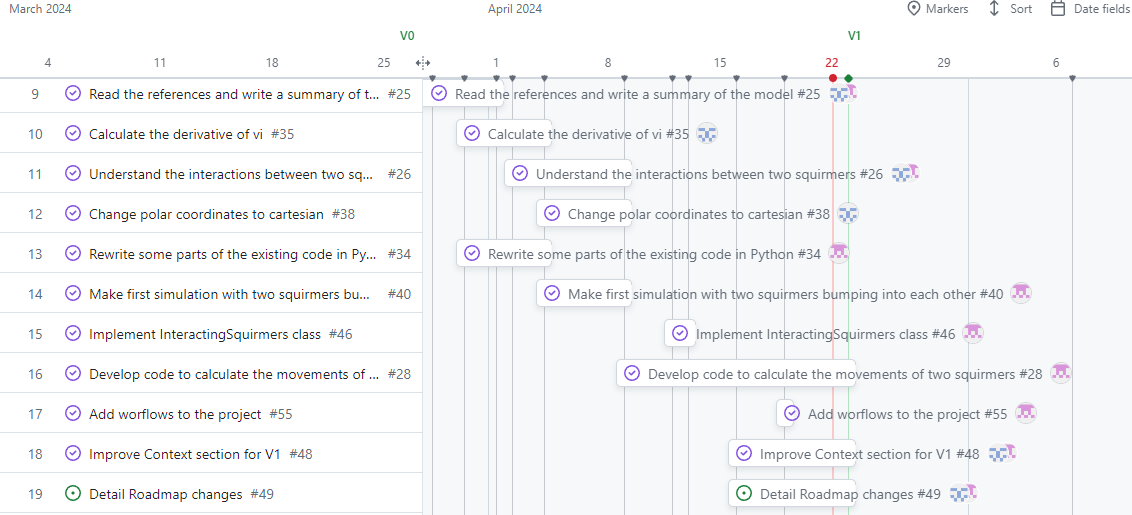 March 2024 April 2024 Markers Sort Date fields
V0 V1
4 11 18 25 1 8 15 22 29 6
9 Read the references and write a summary of t... #25 Read the references and write a summary of the model #25
10 Calculate the derivative of vi #35 Calculate the derivative of vi #35
11 Understand the interactions between two sq... #26 Understand the interactions between two squirmers #26
12 Change polar coordinates to cartesian #38 Change polar coordinates to cartesian #38
13 Rewrite some parts of the existing code in Py... #34 Rewrite some parts of the existing code in Python #34
14 Make first simulation with two squirmers bu... #40 Make first simulation with two squirmers bumping into each other #40
15 Implement InteractingSquirmers class #46 Implement InteractingSquirmers class #46
16 Develop code to calculate the movements of ... #28 Develop code to calculate the movements of two squirmers #28
17 Add worflows to the project #55 Add worflows to the project #55
18 Improve Context section for V1 #48 Improve Context section for V1 #48
19 Detail Roadmap changes #49 Detail Roadmap changes #49